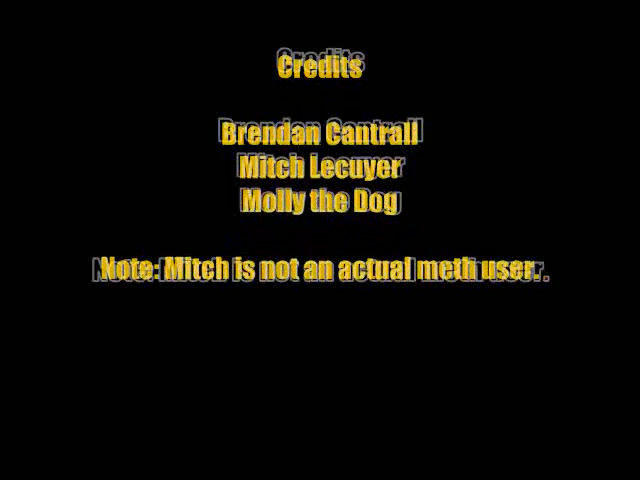 Credits
Brendan Cantrall
Mitch Lecuyer
Molly the Dog
Note: Mitch is not an actual meth user.